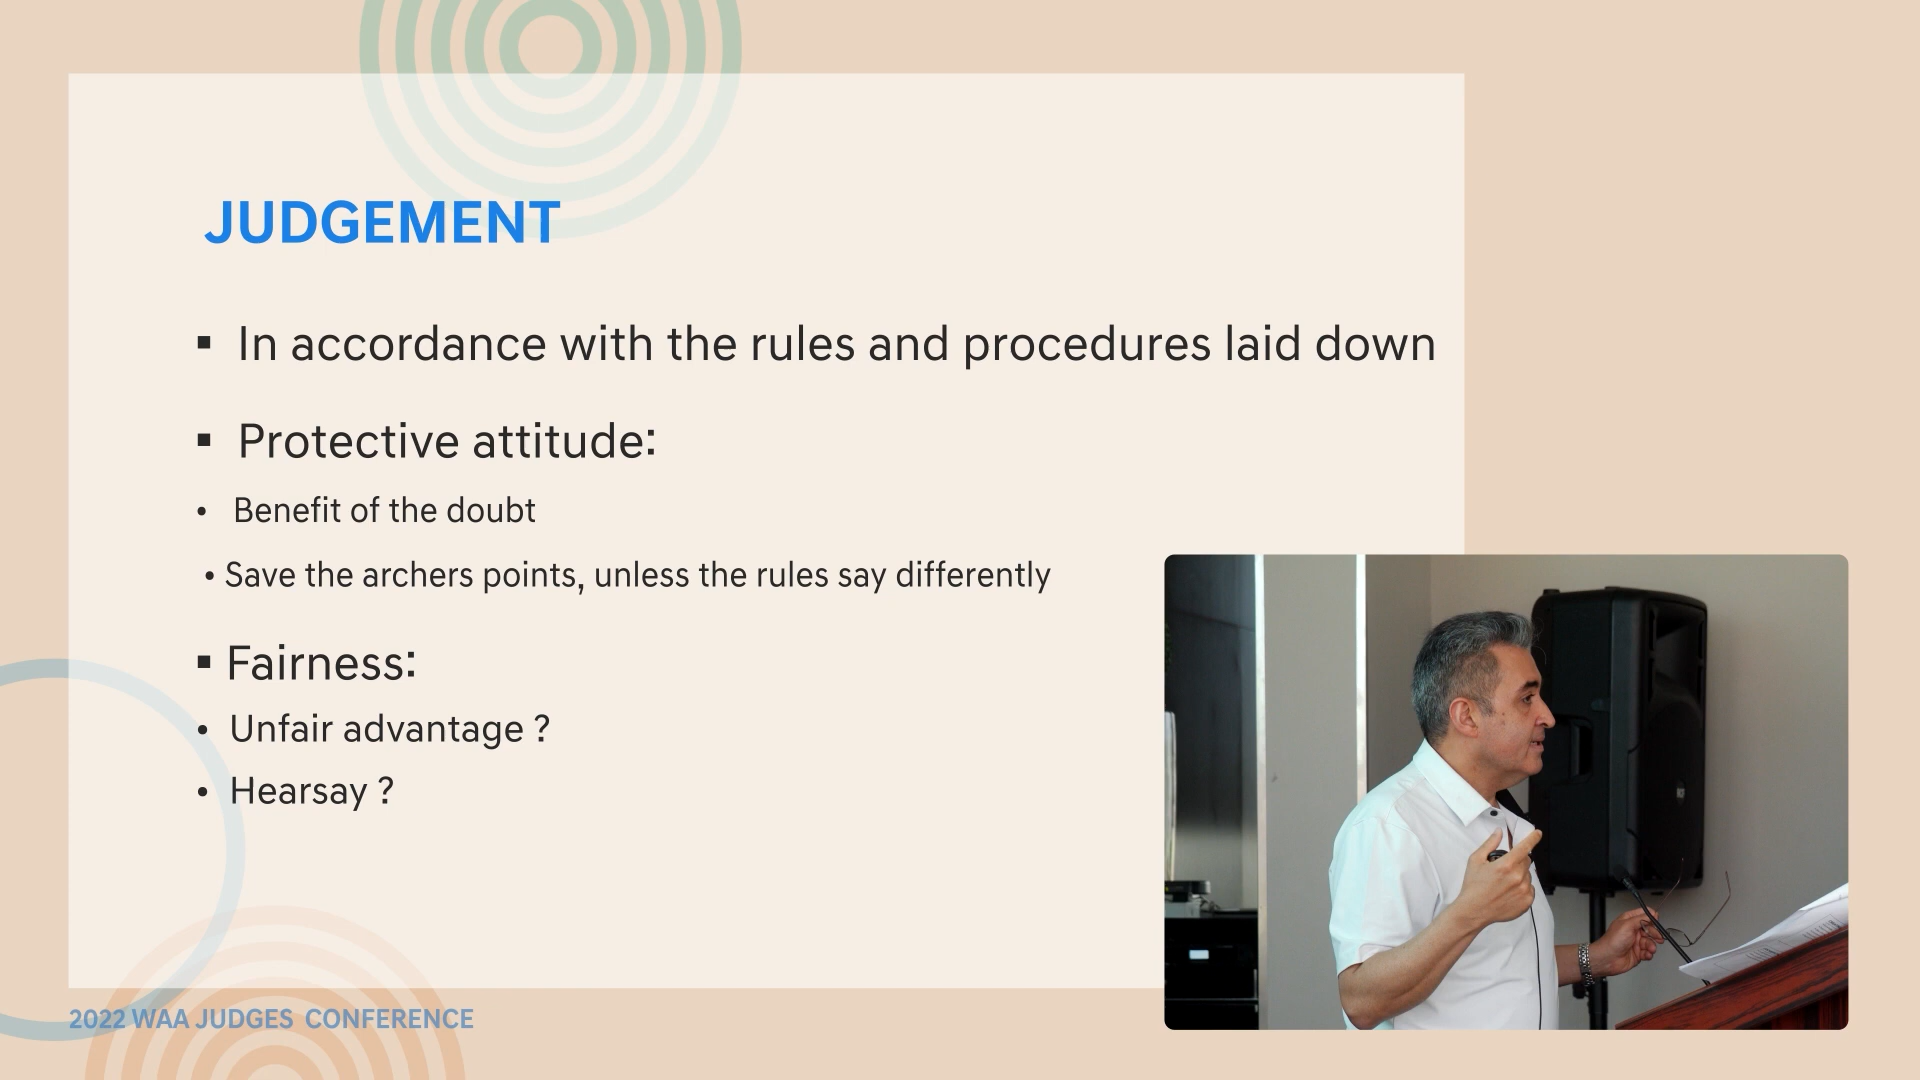 JUDGEMENT
▪ In accordance with the rules and procedures laid down
▪ Protective attitude:
• Benefit of the doubt
• Save the archers points, unless the rules say differently
▪ Fairness:
• Unfair advantage ?
• Hearsay ?
2022 WAA JUDGES CONFERENCE